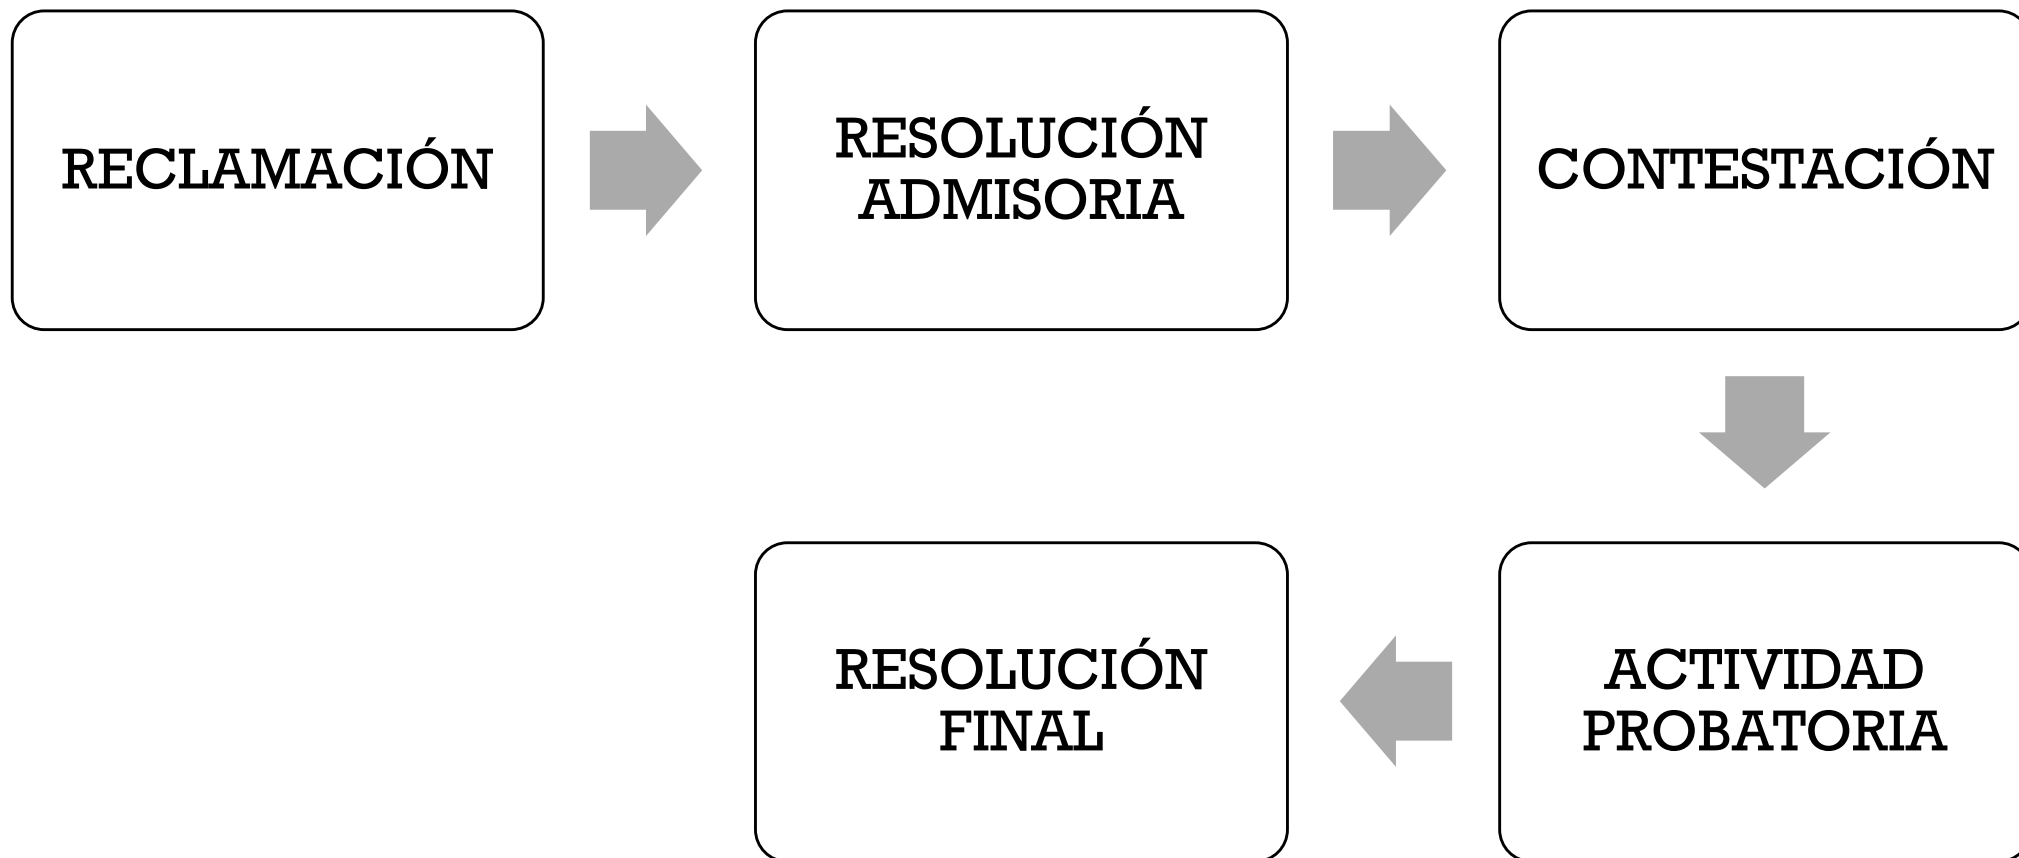 RECLAMACIÓN
RESOLUCIÓN
ADMISORIA
CONTESTACIÓN
ACTIVIDAD
PROBATORIA
RESOLUCIÓN
FINAL